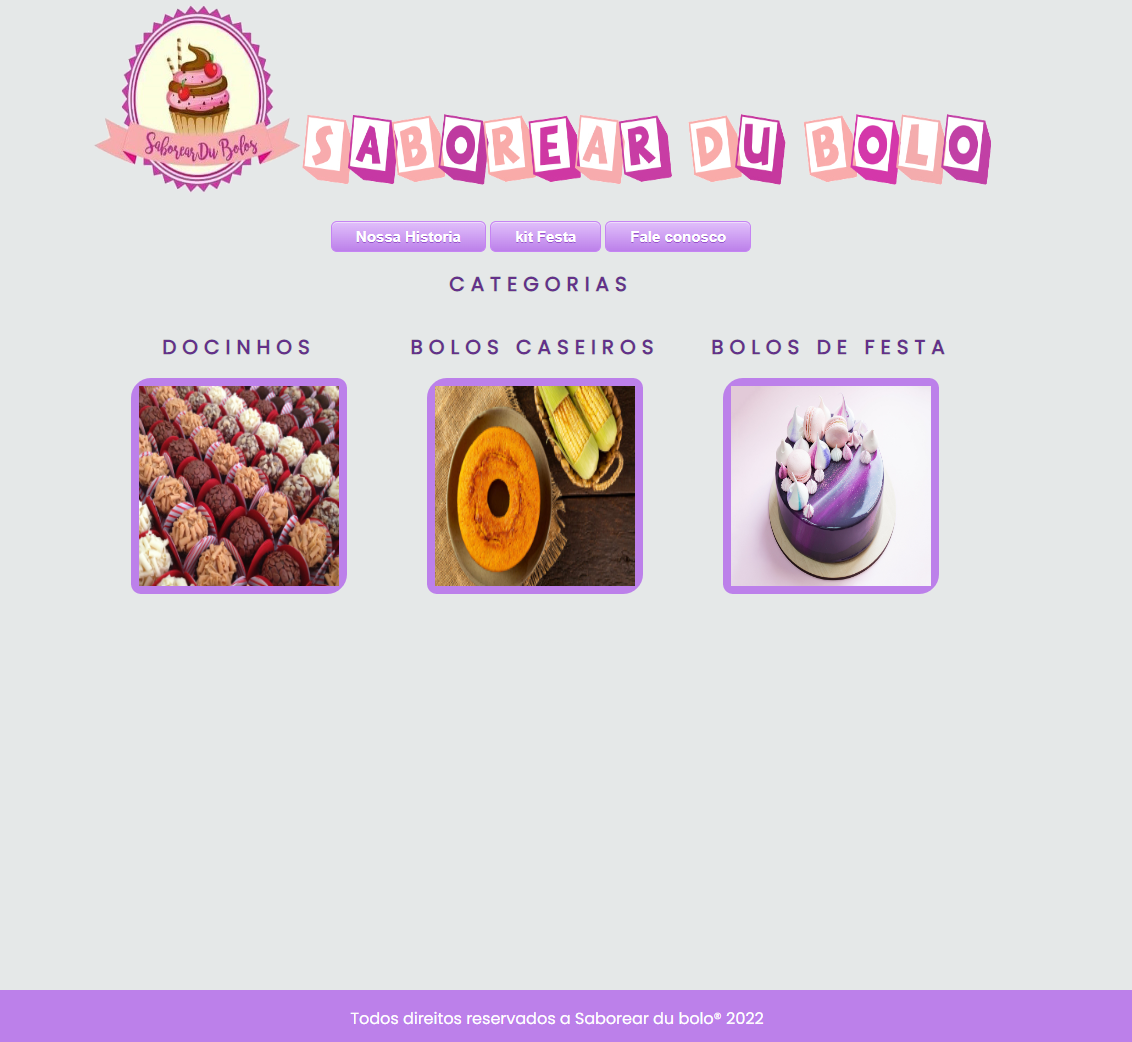 Saborear Du Bolos
SABOREAR DU BOLO
Nossa Historia kit Festa Fale conosco
CATEGORIAS
DOCINHOS BOLOS CASEIROS BOLOS DE FESTA
Todos direitos reservados a Saborear du bolo® 2022